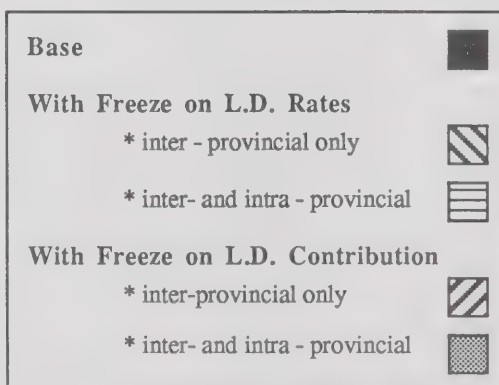 Base
With Freeze on L.D. Rates
* inter - provincial only
* inter- and intra - provincial
With Freeze on L.D. Contribution
* inter-provincial only
* inter- and intra - provincial